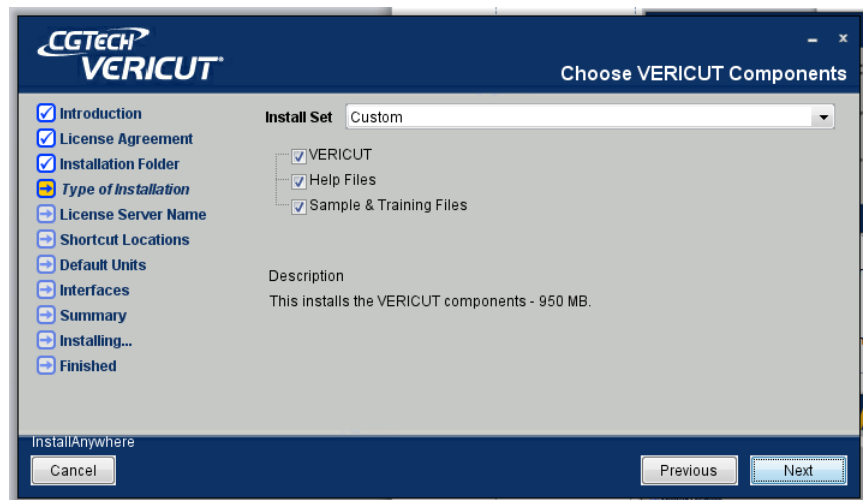 CGTECH
VERICUT®
Choose VERICUT Components
Introduction
License Agreement
Installation Folder
Type of Installation
License Server Name
Shortcut Locations
Default Units
Interfaces
Summary
Installing...
Finished
Install Set Custom
VERICUT
Help Files
Sample & Training Files
Description
This installs the VERICUT components - 950 MB.
InstallAnywhere
Cancel Previous Next